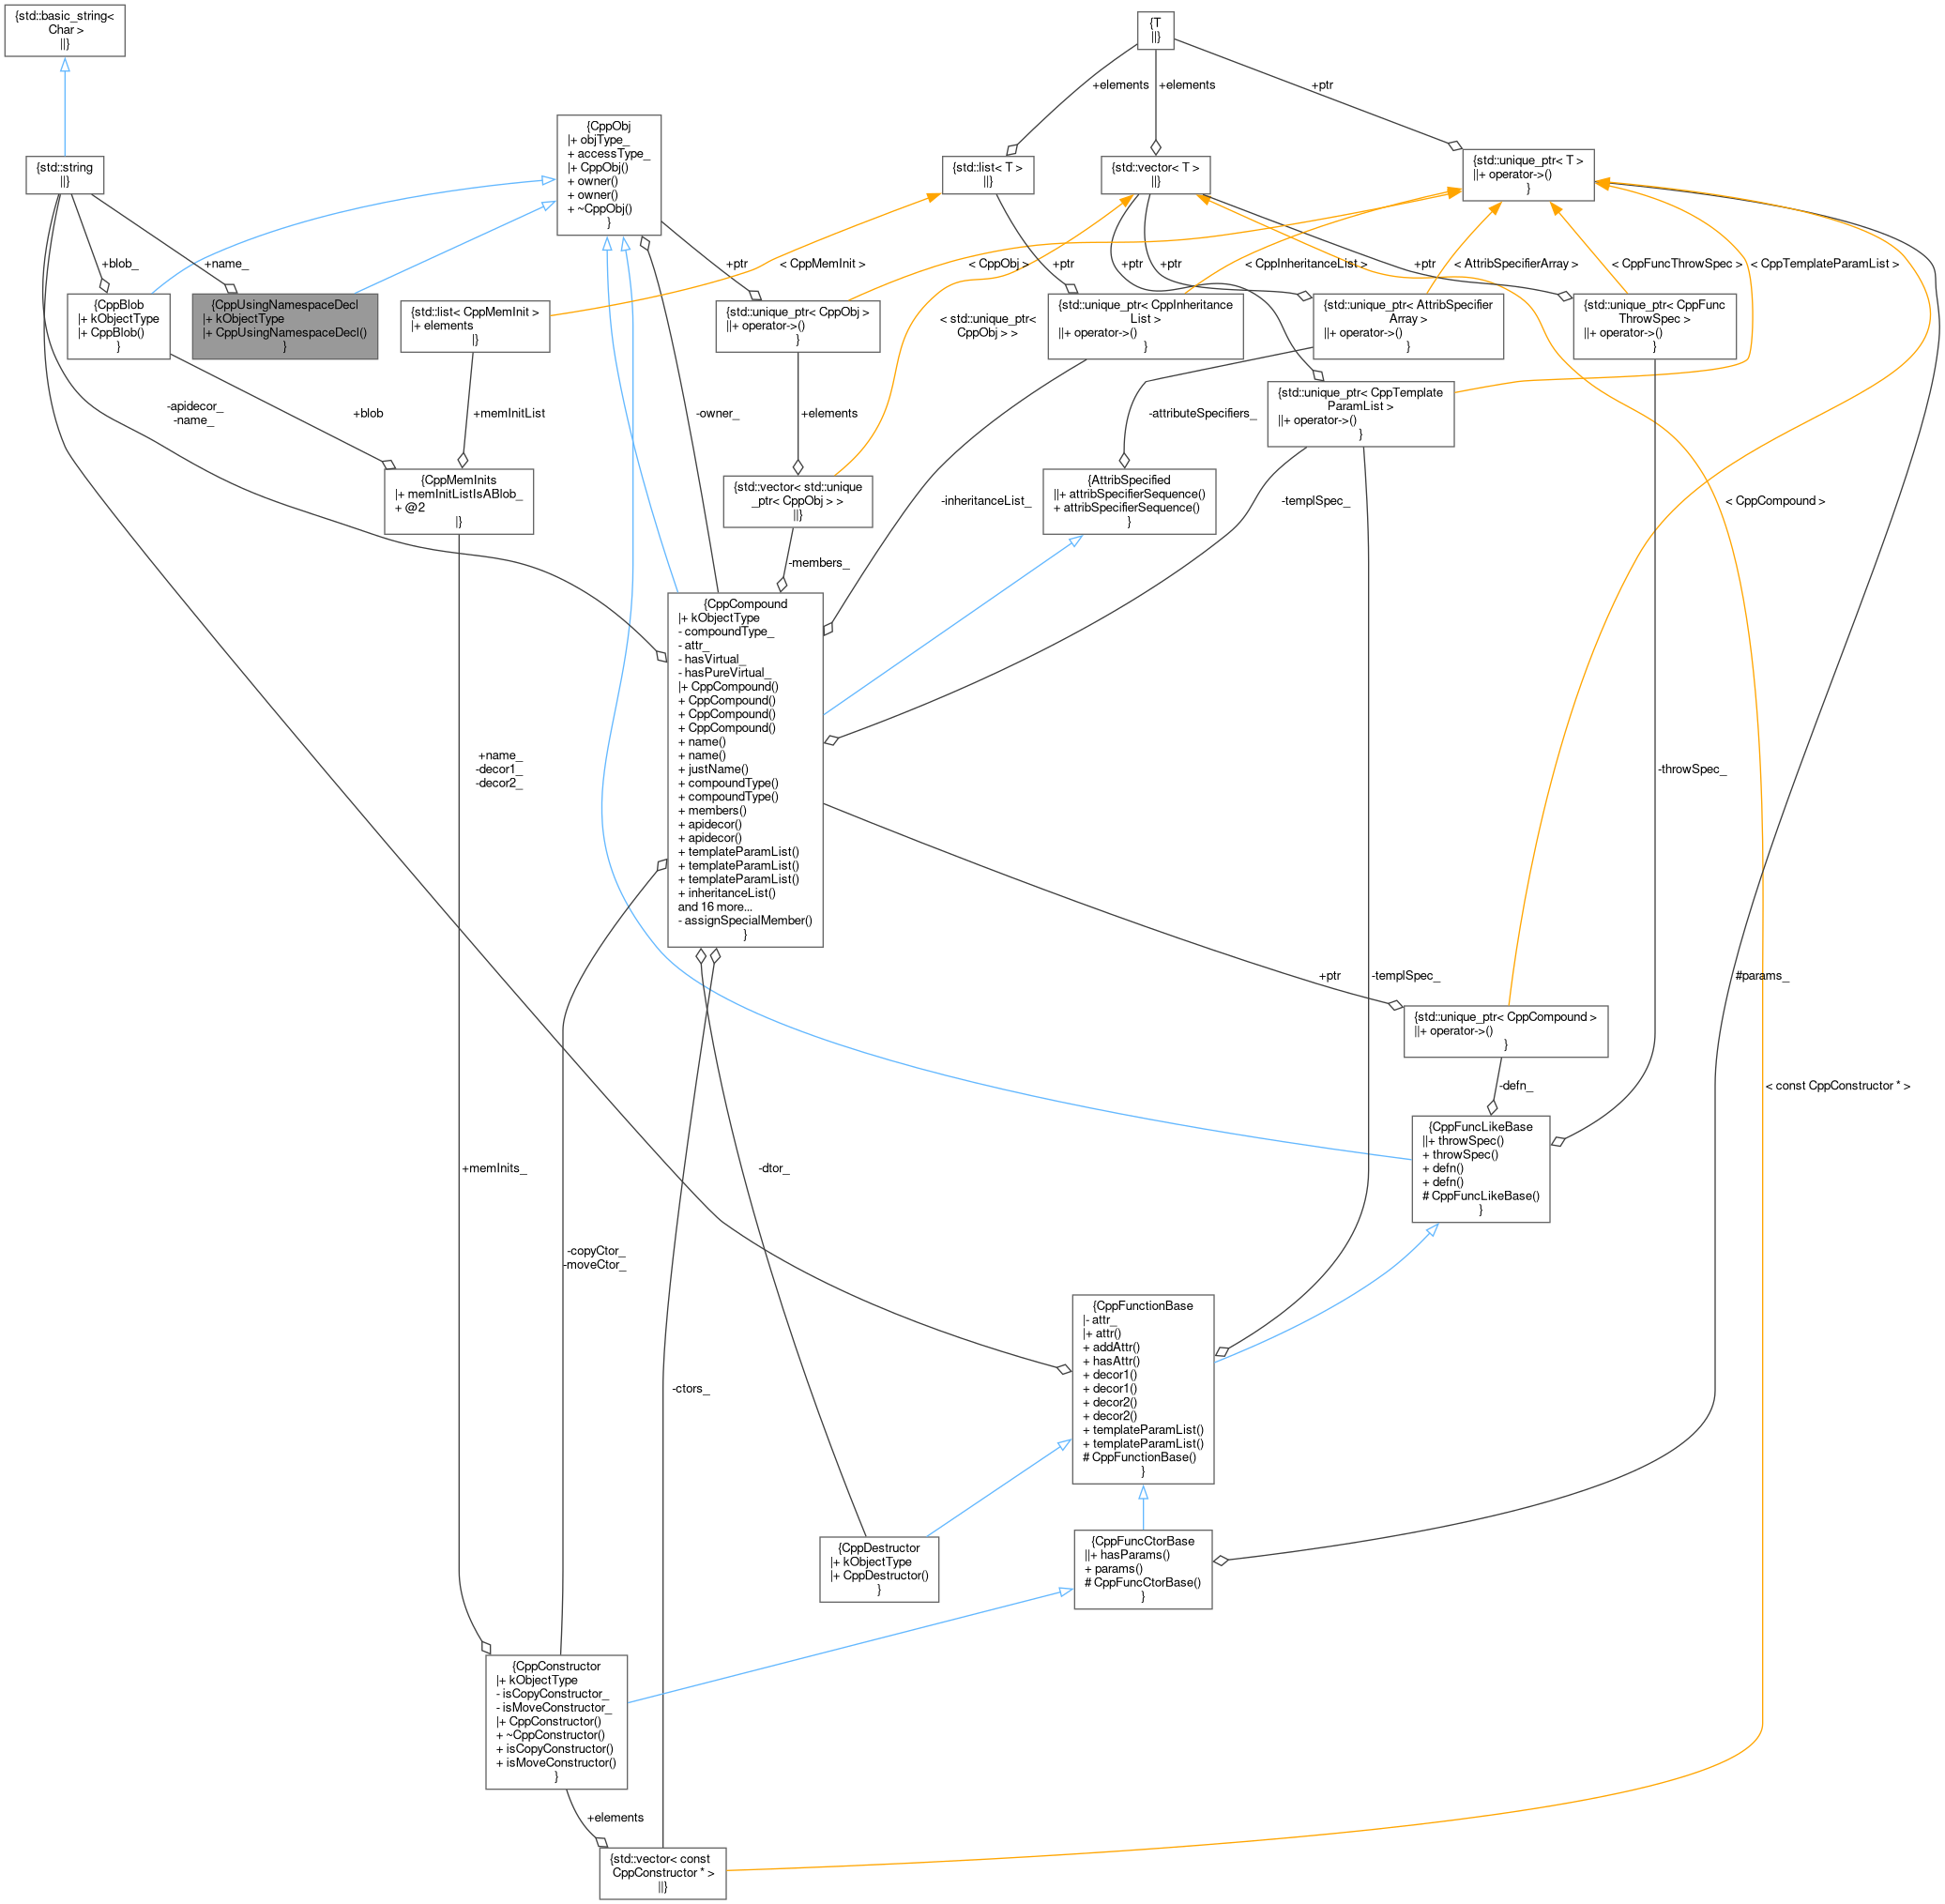 {std::basic_string<
Char >
||}
{T
||}
+elements
+elements
+ptr
{CppObj
|+ objType_
+ accessType_
|+ CppObj()
+ owner()
+ owner()
+ ~CppObj()
}
{std::string
||}
{std::list< T >
||}
{std::vector< T >
||}
{std::unique_ptr< T >
||+ operator->()
}
+blob_
+name_
+ptr
< CppMemInit >
< CppObj >
+ptr
+ptr
+ptr
< CppInheritanceList >
+ptr
< AttribSpecifierArray >
< CppFuncThrowSpec >
< CppTemplateParamList >
{CppBlob
|+ kObjectType
|+ CppBlob()
}
{CppUsingNamespaceDecl
|+ kObjectType
|+ CppUsingNamespaceDecl()
}
{std::list< CppMemInit >
|+ elements
|}
{std::unique_ptr< CppObj >
||+ operator->()
}
< std::unique_ptr<
CppObj > >
{std::unique_ptr< CppInheritance
List >
||+ operator->()
}
{std::unique_ptr< AttribSpecifier
Array >
||+ operator->()
}
{std::unique_ptr< CppFunc
ThrowSpec >
||+ operator->()
}
-apidecor_
-name_
+blob
+memInitList
-owner_
+elements
-attributeSpecifiers_
{std::unique_ptr< CppTemplate
ParamList >
||+ operator->()
}
{CppMemInits
|+ memInitListIsABlob_
+ @2
|}
{std::vector< std::unique
_ptr< CppObj > >
||}
-inheritanceList_
{AttribSpecified
||+ attribSpecifierSequence()
+ attribSpecifierSequence()
}
-templSpec_
< CppCompound >
-members_
{CppCompound
|+ kObjectType
- compoundType_
- attr_
- hasVirtual_
- hasPureVirtual_
|+ CppCompound()
+ CppCompound()
+ CppCompound()
+ CppCompound()
+ name()
+ name()
+ justName()
+ compoundType()
+ compoundType()
+ members()
+ apidecor()
+ apidecor()
+ templateParamList()
+ templateParamList()
+ templateParamList()
+ inheritanceList()
and 16 more...
- assignSpecialMember()
}
+name_
-decor1_
-decor2_
-throwSpec_
+ptr
-templSpec_
#params_
{std::unique_ptr< CppCompound >
||+ operator->()
}
-defn_
< const CppConstructor * >
{CppFuncLikeBase
||+ throwSpec()
+ throwSpec()
+ defn()
+ defn()
# CppFuncLikeBase()
}
+memInits_
-dtor_
-copyCtor_
-moveCtor_
{CppFunctionBase
|- attr_
|+ attr()
+ addAttr()
+ hasAttr()
+ decor1()
+ decor1()
+ decor2()
+ decor2()
+ templateParamList()
+ templateParamList()
# CppFunctionBase()
}
-ctors_
{CppDestructor
|+ kObjectType
|+ CppDestructor()
}
{CppFuncCtorBase
||+ hasParams()
+ params()
# CppFuncCtorBase()
}
{CppConstructor
|+ kObjectType
- isCopyConstructor_
- isMoveConstructor_
|+ CppConstructor()
+ ~CppConstructor()
+ isCopyConstructor()
+ isMoveConstructor()
}
+elements
{std::vector< const
CppConstructor * >
||}